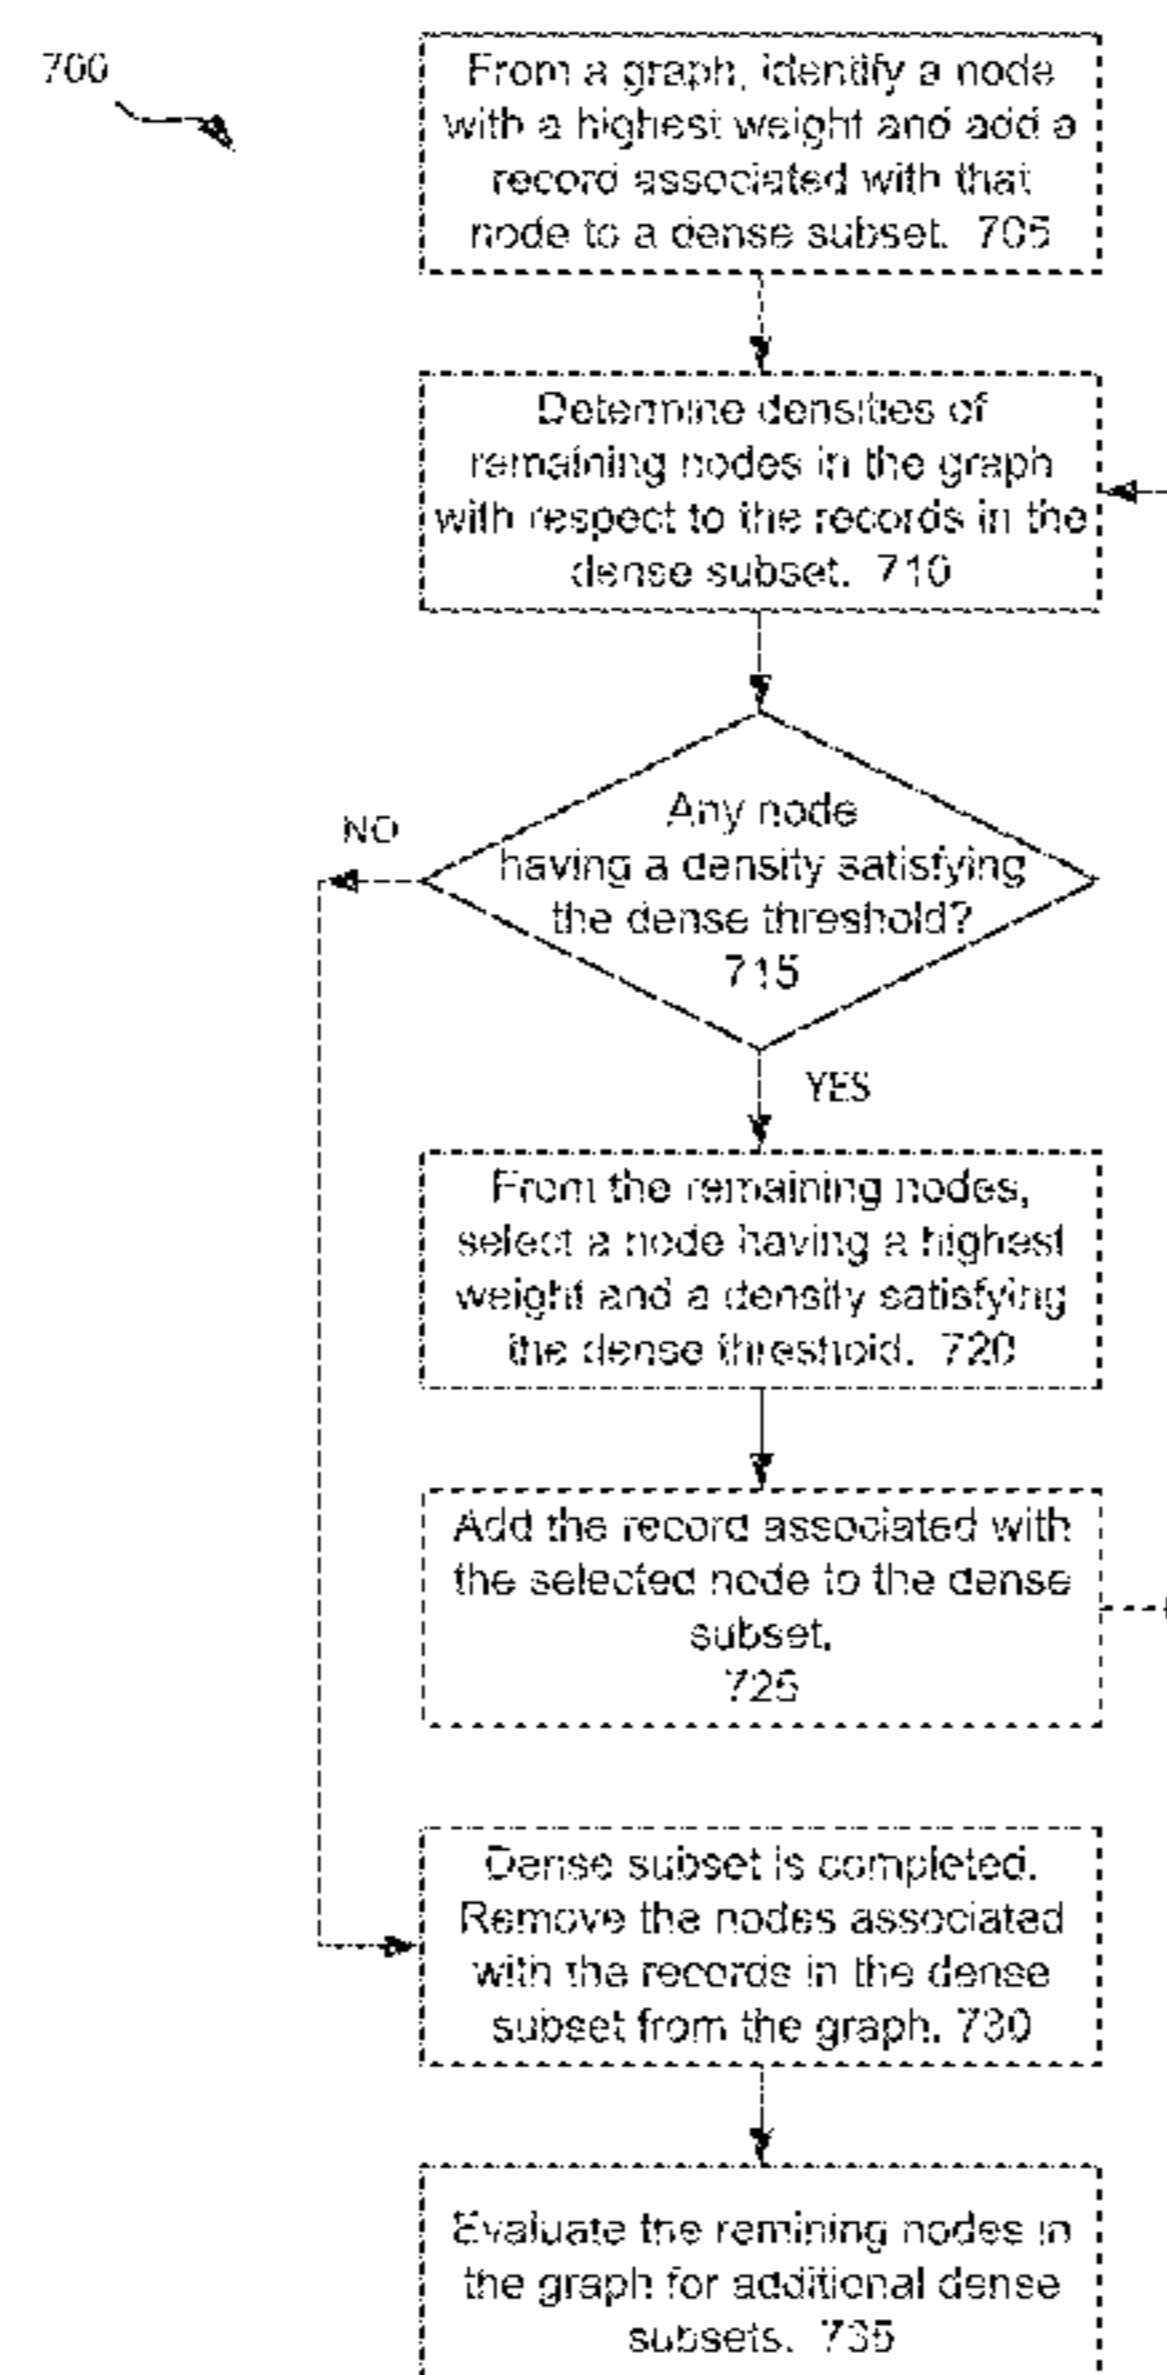 700
From a graph, identify a node
with a highest weight and add a
record associated with that
node to a dense subset. 705
Determine densities of
remaining nodes in the graph
with respect to the records in the
dense subset. 710
Any node
having a density satisfying
the dense threshold?
715
NO
YES
From the remaining nodes,
select a node having a highest
weight and a density satisfying
the dense threshold. 720
Add the record associated with
the selected node to the dense
subset.
725
Dense subset is completed.
Remove the nodes associated
with the records in the dense
subset from the graph. 730
Evaluate the remining nodes in
the graph for additional dense
subsets. 735